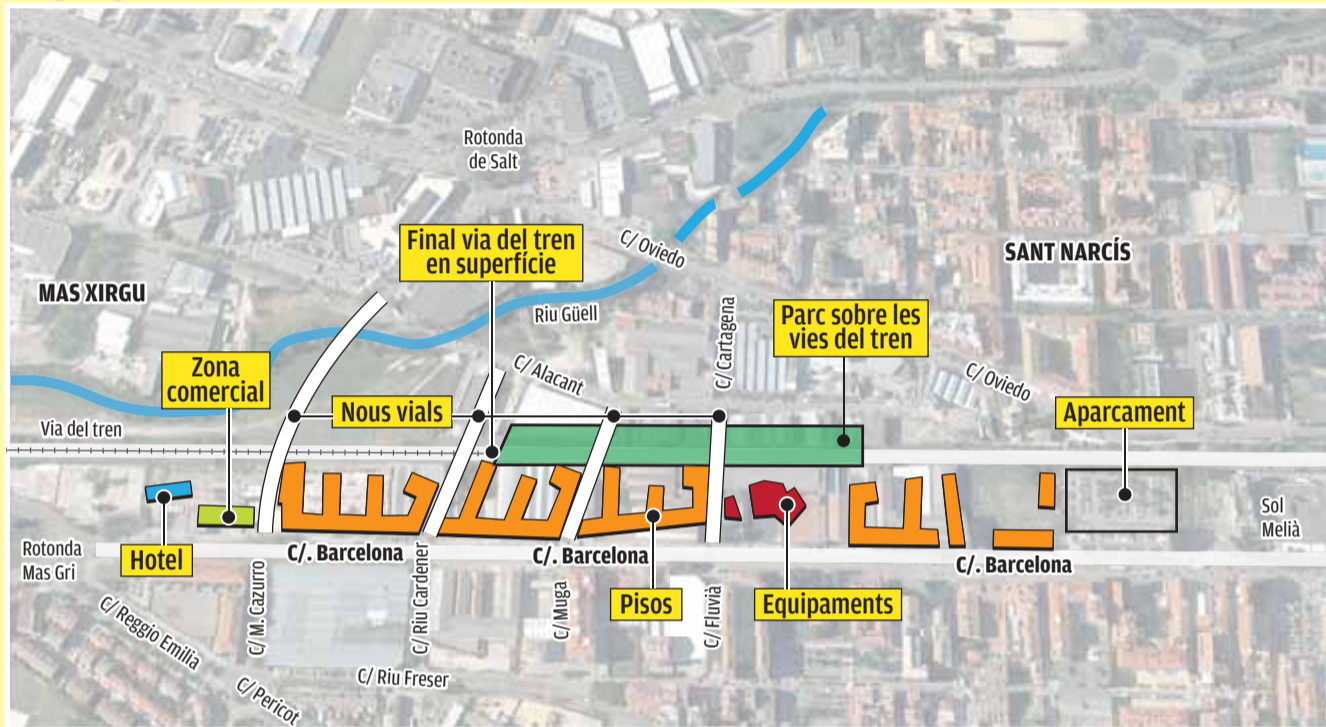 Rotonda
de Salt
C/ Oviedo
Final via del tren
en superfície
SANT NARCÍS
MAS XIRGU
Riu Güell
C/ Cartagena
Parc sobre les
vies del tren
Zona
comercial
C/ Alacant
C/ Oviedo
Nous vials
Aparcament
Via del tren
Sol
Melià
Rotonda
Mas Gri
Hotel
C/. Barcelona
C/. Barcelona
C/. Barcelona
C/ M. Cazurro
C/ Riu Cardener
C/ Muga
Pisos
C/ Fluvià
Equipaments
C/ Reggio Emilia
C/ Riu Freser
C/ Pericot